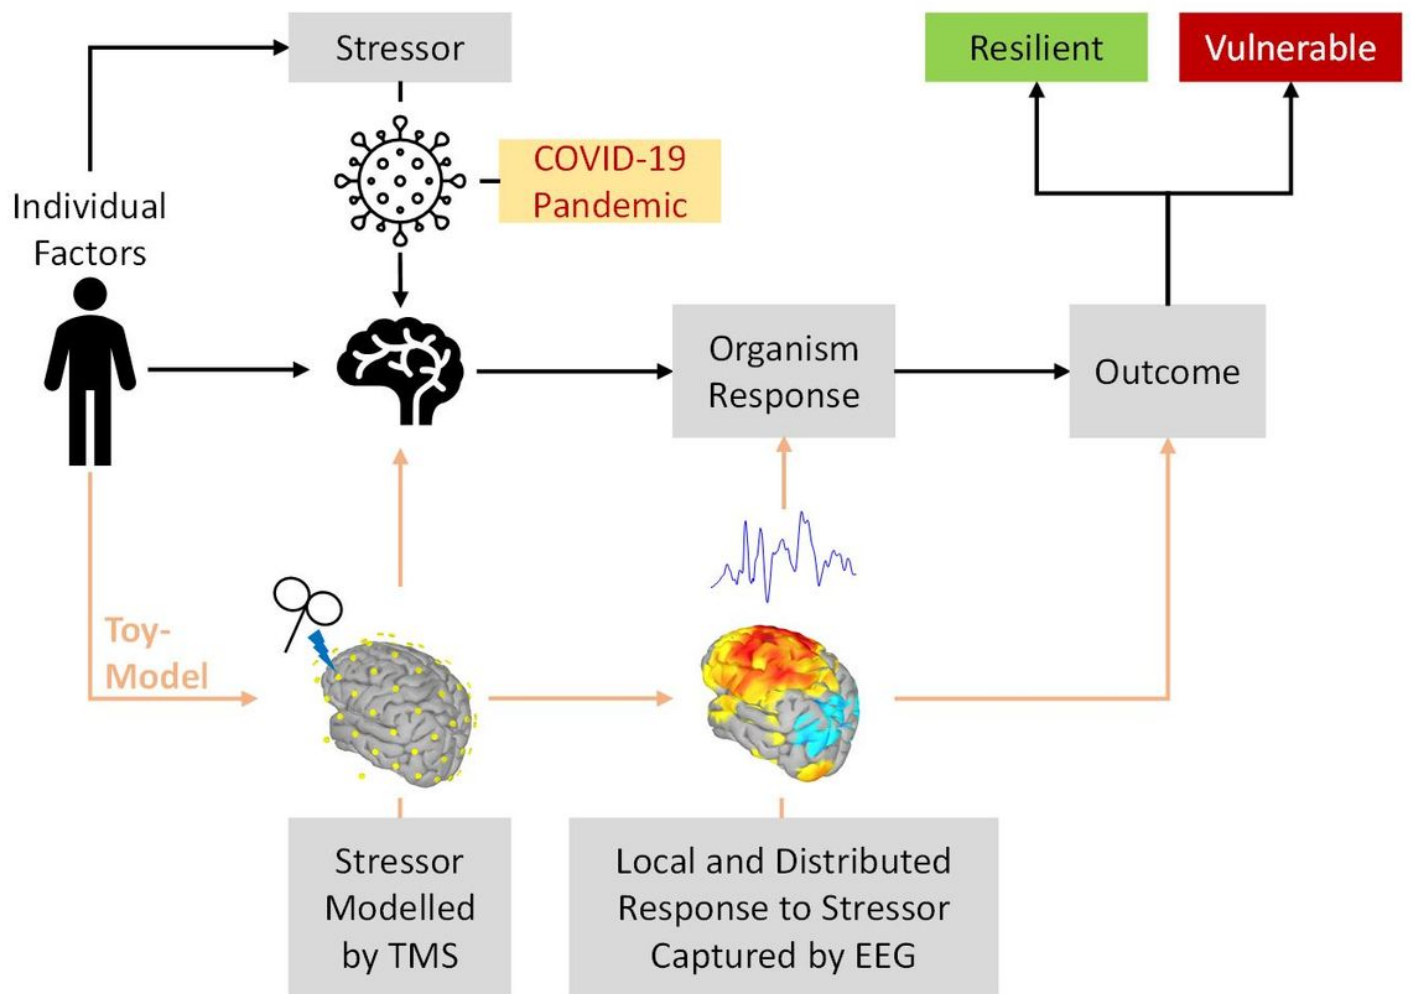 Stressor
Resilient
Vulnerable
COVID-19
Pandemic
Individual
Factors
Organism
Response
Outcome
Toy-
Model
Stressor
Modelled
by TMS
Local and Distributed
Response to Stressor
Captured by EEG